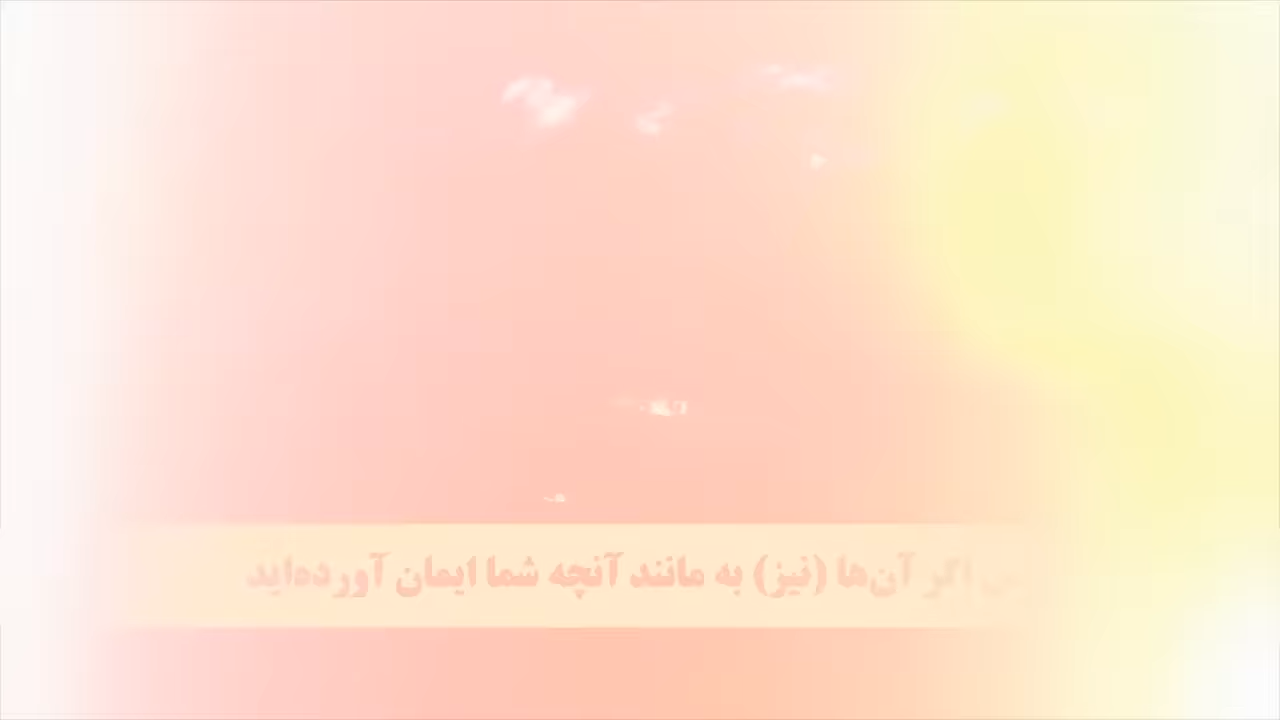 اگر آن‌ها (نیز) به مانند آنچه شما ایمان آورده‌اید